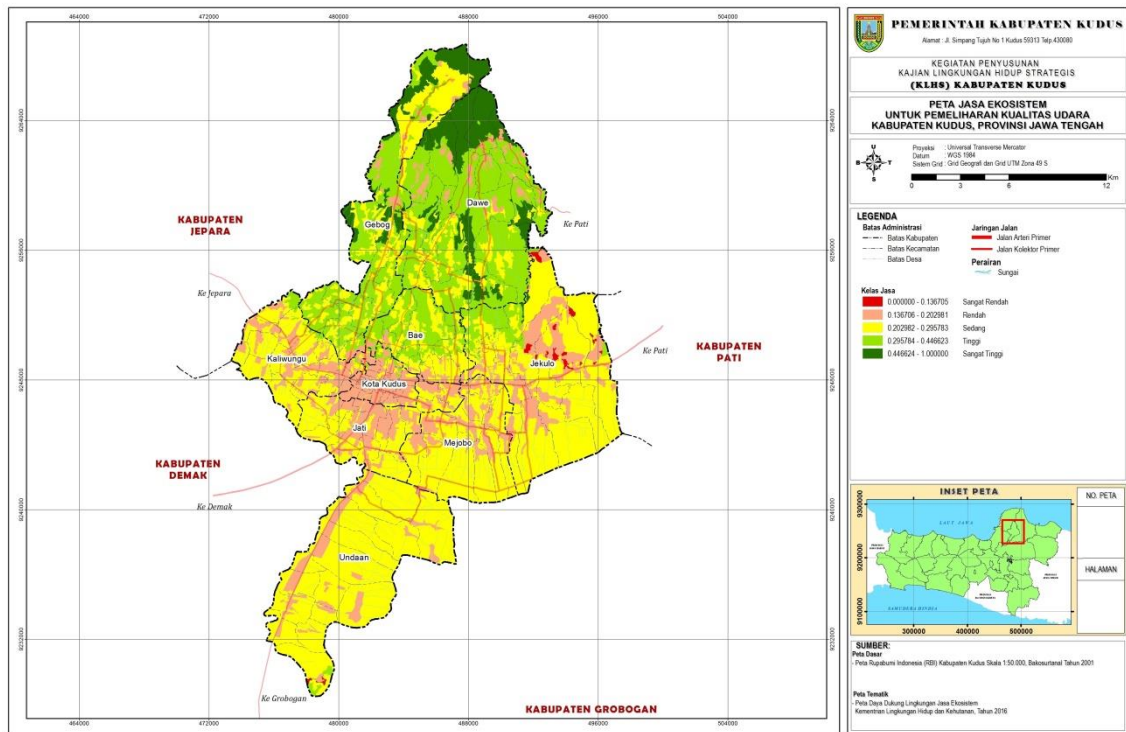 464000 472000 480000 488000 496000 504000
9264000
9256000
9248000
9240000
9232000
464000 472000 480000 488000 496000 504000
Dawe
Gebog
KABUPATEN
JEPARA
Ke Pati
Ke Jepara
Bae
Kaliwungu
Kota Kudus
Jekulo
Ke Pati
KABUPATEN
PATI
Jati
Mejobo
KABUPATEN
DEMAK
Ke Demak
Undaan
Ke Grobogan
KABUPATEN GROBOGAN
PEMERINTAH KABUPATEN KUDUS
Alamat : Jl. Simpang Tujuh No 1 Kudus 59313 Telp.430080
KEGIATAN PENYUSUNAN
KAJIAN LINGKUNGAN HIDUP STRATEGIS
(KLHS) KABUPATEN KUDUS
PETA JASA EKOSISTEM
UNTUK PEMELIHARAN KUALITAS UDARA
KABUPATEN KUDUS, PROVINSI JAWA TENGAH
U
B T
S
Proyeksi : Universal Transverse Mercator
Datum : WGS 1984
Sistem Grid : Grid Geografi dan Grid UTM Zona 49 S
Km
0 3 6 12
LEGENDA
Batas Administrasi
Batas Kabupaten
Batas Kecamatan
Batas Desa
Jaringan Jalan
Jalan Arteri Primer
Jalan Kolektor Primer
Perairan
Sungai
Kelas Jasa
0.000000 - 0.136705 Sangat Rendah
0.136706 - 0.202981 Rendah
0.202982 - 0.295783 Sedang
0.295784 - 0.446623 Tinggi
0.446624 - 1.000000 Sangat Tinggi
INSET PETA
NO. PETA
HALAMAN
LAUT JAWA
SAMUDERA HINDIA
9300000
9200000
9100000
300000 400000 500000
SUMBER:
Peta Dasar
- Peta Rupabumi Indonesia (RBI) Kabupaten Kudus Skala 1:50.000, Bakosurtanal Tahun 2001
Peta Tematik
- Peta Daya Dukung Lingkungan Jasa Ekosistem
Kementrian Lingkungan Hidup dan Kehutanan, Tahun 2016